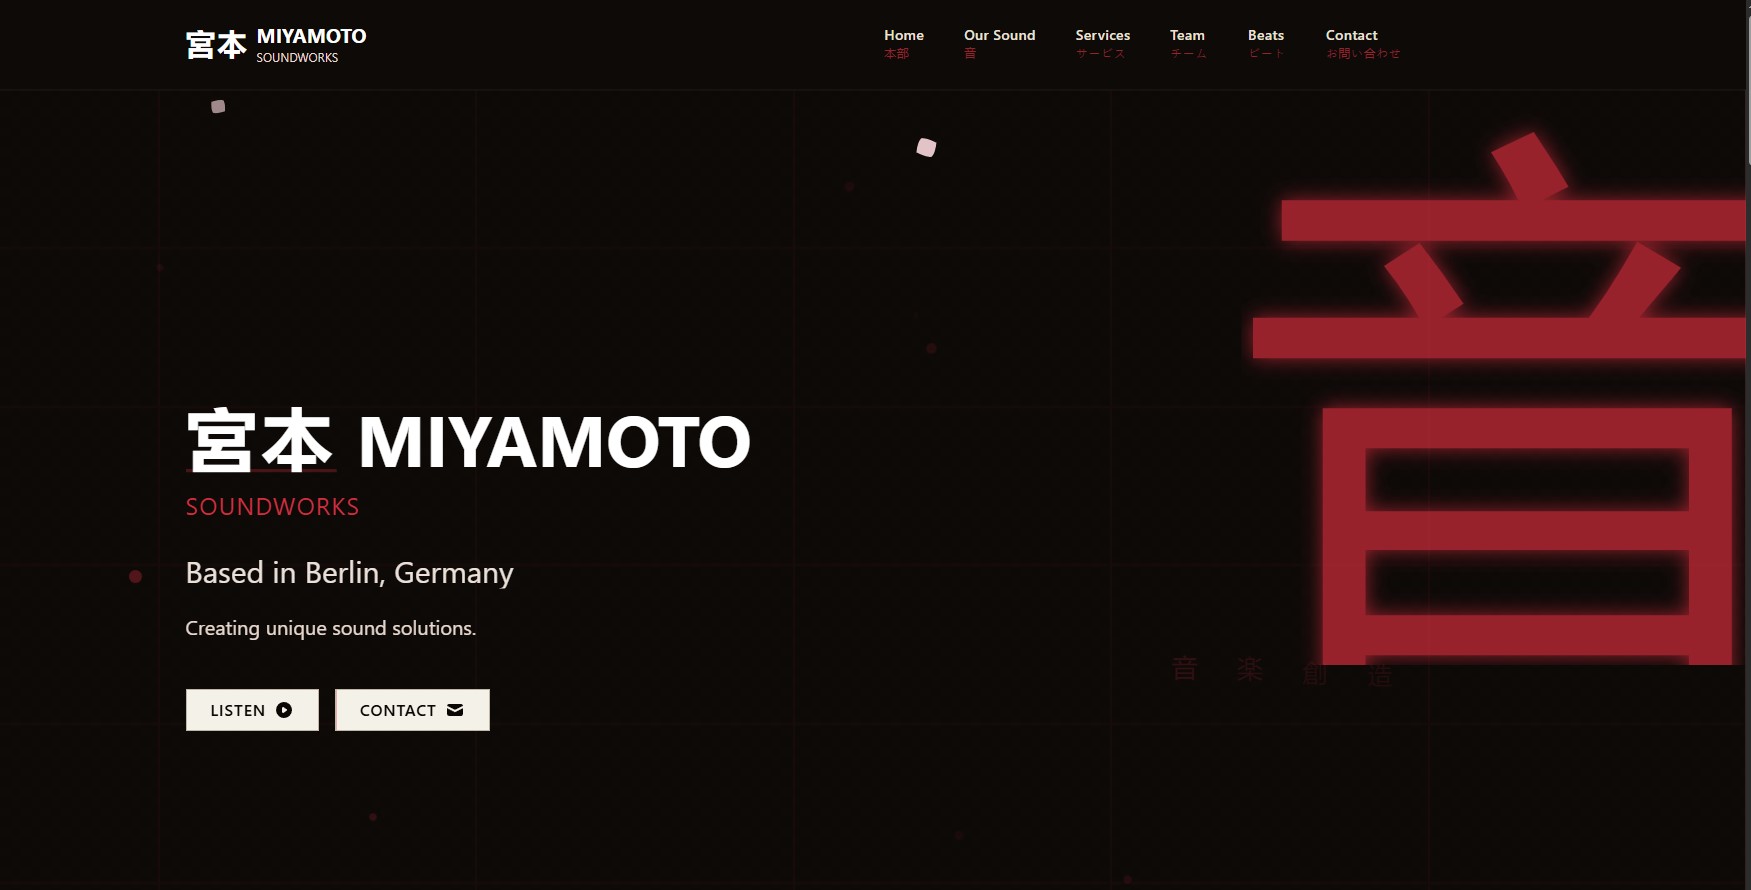 宮本 MIYAMOTO
SOUNDWORKS
Home
本部
Our Sound
音
Services
サービス
Team
チーム
Beats
ビート
Contact
お問い合わせ
音
宮本 MIYAMOTO
SOUNDWORKS
Based in Berlin, Germany
Creating unique sound solutions.
音 楽 創 造
LISTEN
CONTACT